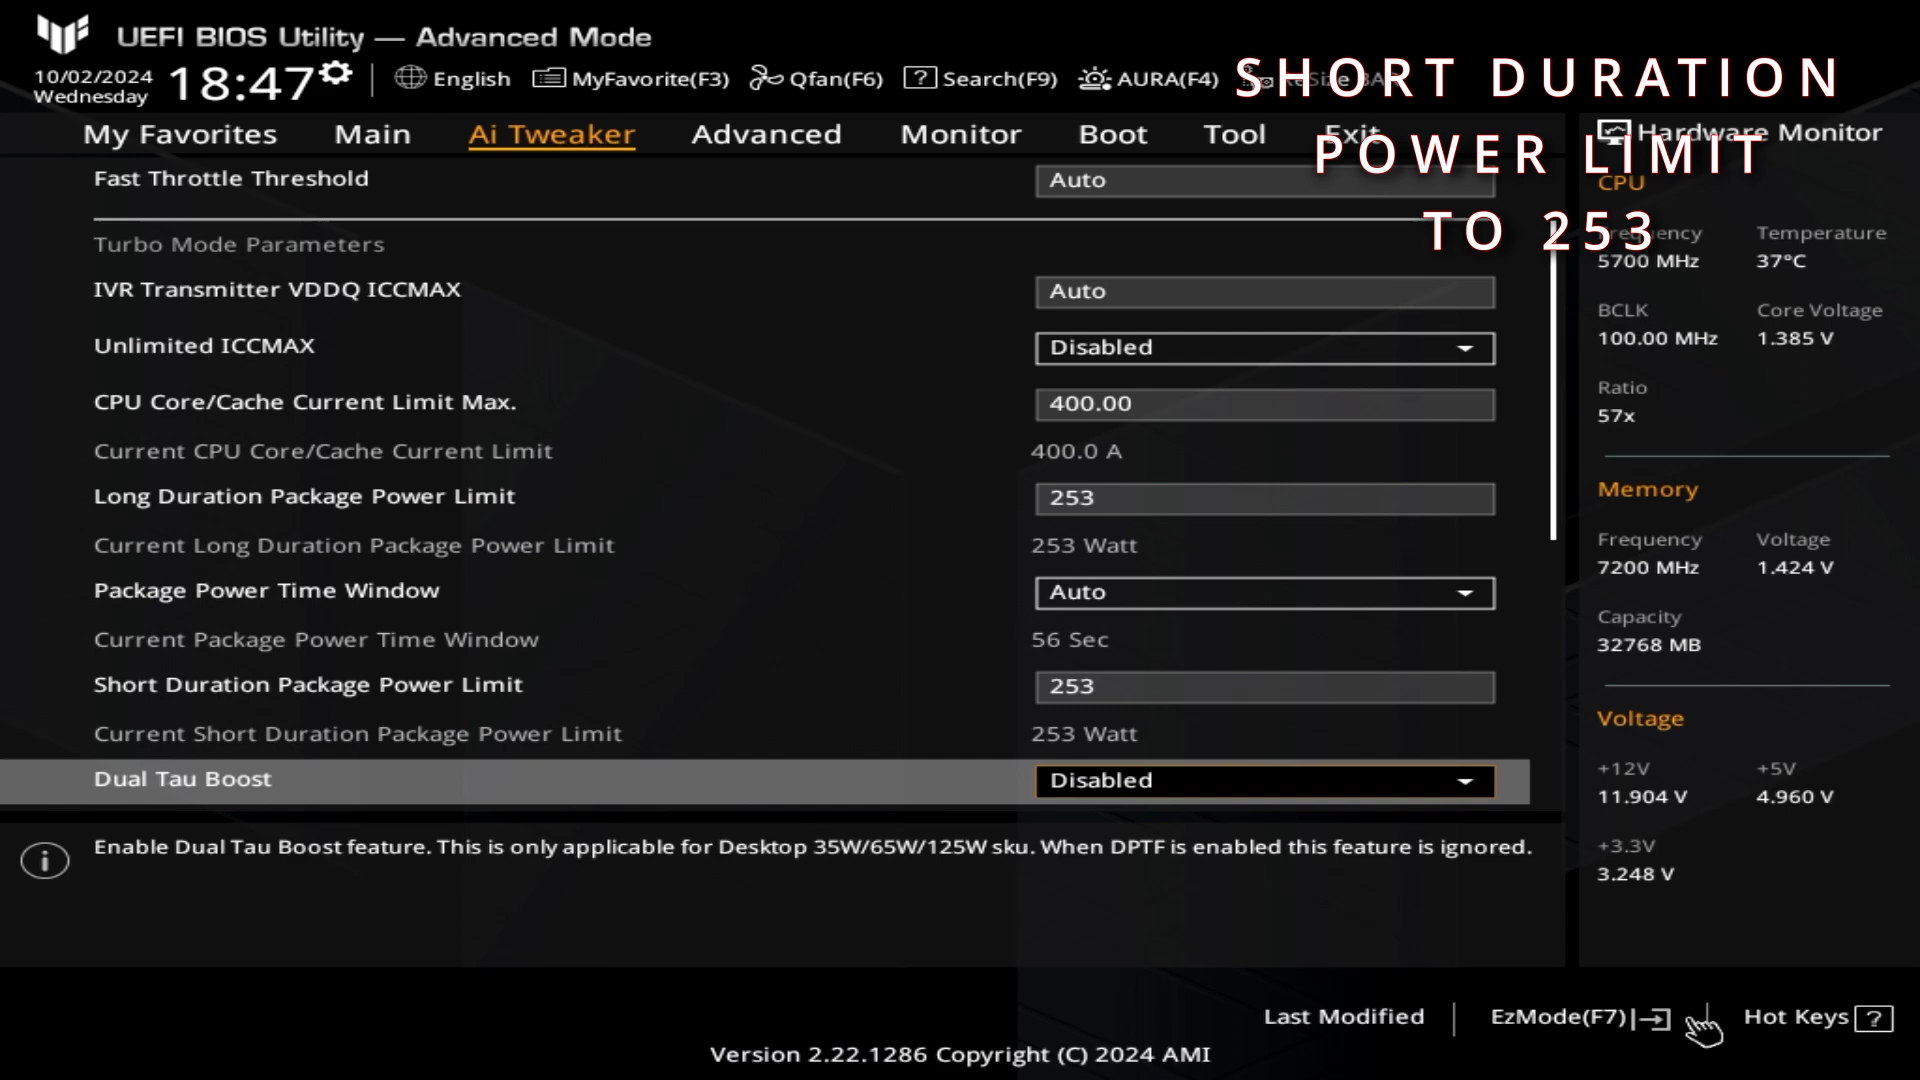 UEFI BIOS Utility — Advanced Mode
10/02/2024
Wednesday
18:47
English
MyFavorite(F3)
Qfan(F6)
? Search(F9)
AURA(F4)
SHORT DURATION
POWER LIMIT
TO 253
My Favorites Main Ai Tweaker Advanced Monitor Boot Tool Exit
Hardware Monitor
Fast Throttle Threshold Auto
Turbo Mode Parameters
IVR Transmitter VDDQ ICCMAX Auto
Unlimited ICCMAX Disabled
CPU Core/Cache Current Limit Max. 400.00
Current CPU Core/Cache Current Limit 400.0 A
Long Duration Package Power Limit 253
Current Long Duration Package Power Limit 253 Watt
Package Power Time Window Auto
Current Package Power Time Window 56 Sec
Short Duration Package Power Limit 253
Current Short Duration Package Power Limit 253 Watt
Dual Tau Boost Disabled
Enable Dual Tau Boost feature. This is only applicable for Desktop 35W/65W/125W sku. When DPTF is enabled this feature is ignored.
CPU
Frequency Temperature
5700 MHz 37°C
BCLK Core Voltage
100.00 MHz 1.385 V
Ratio
57x
Memory
Frequency Voltage
7200 MHz 1.424 V
Capacity
32768 MB
Voltage
+12V +5V
11.904 V 4.960 V
+3.3V
3.248 V
Last Modified
EzMode(F7)
Hot Keys ?
Version 2.22.1286 Copyright (C) 2024 AMI